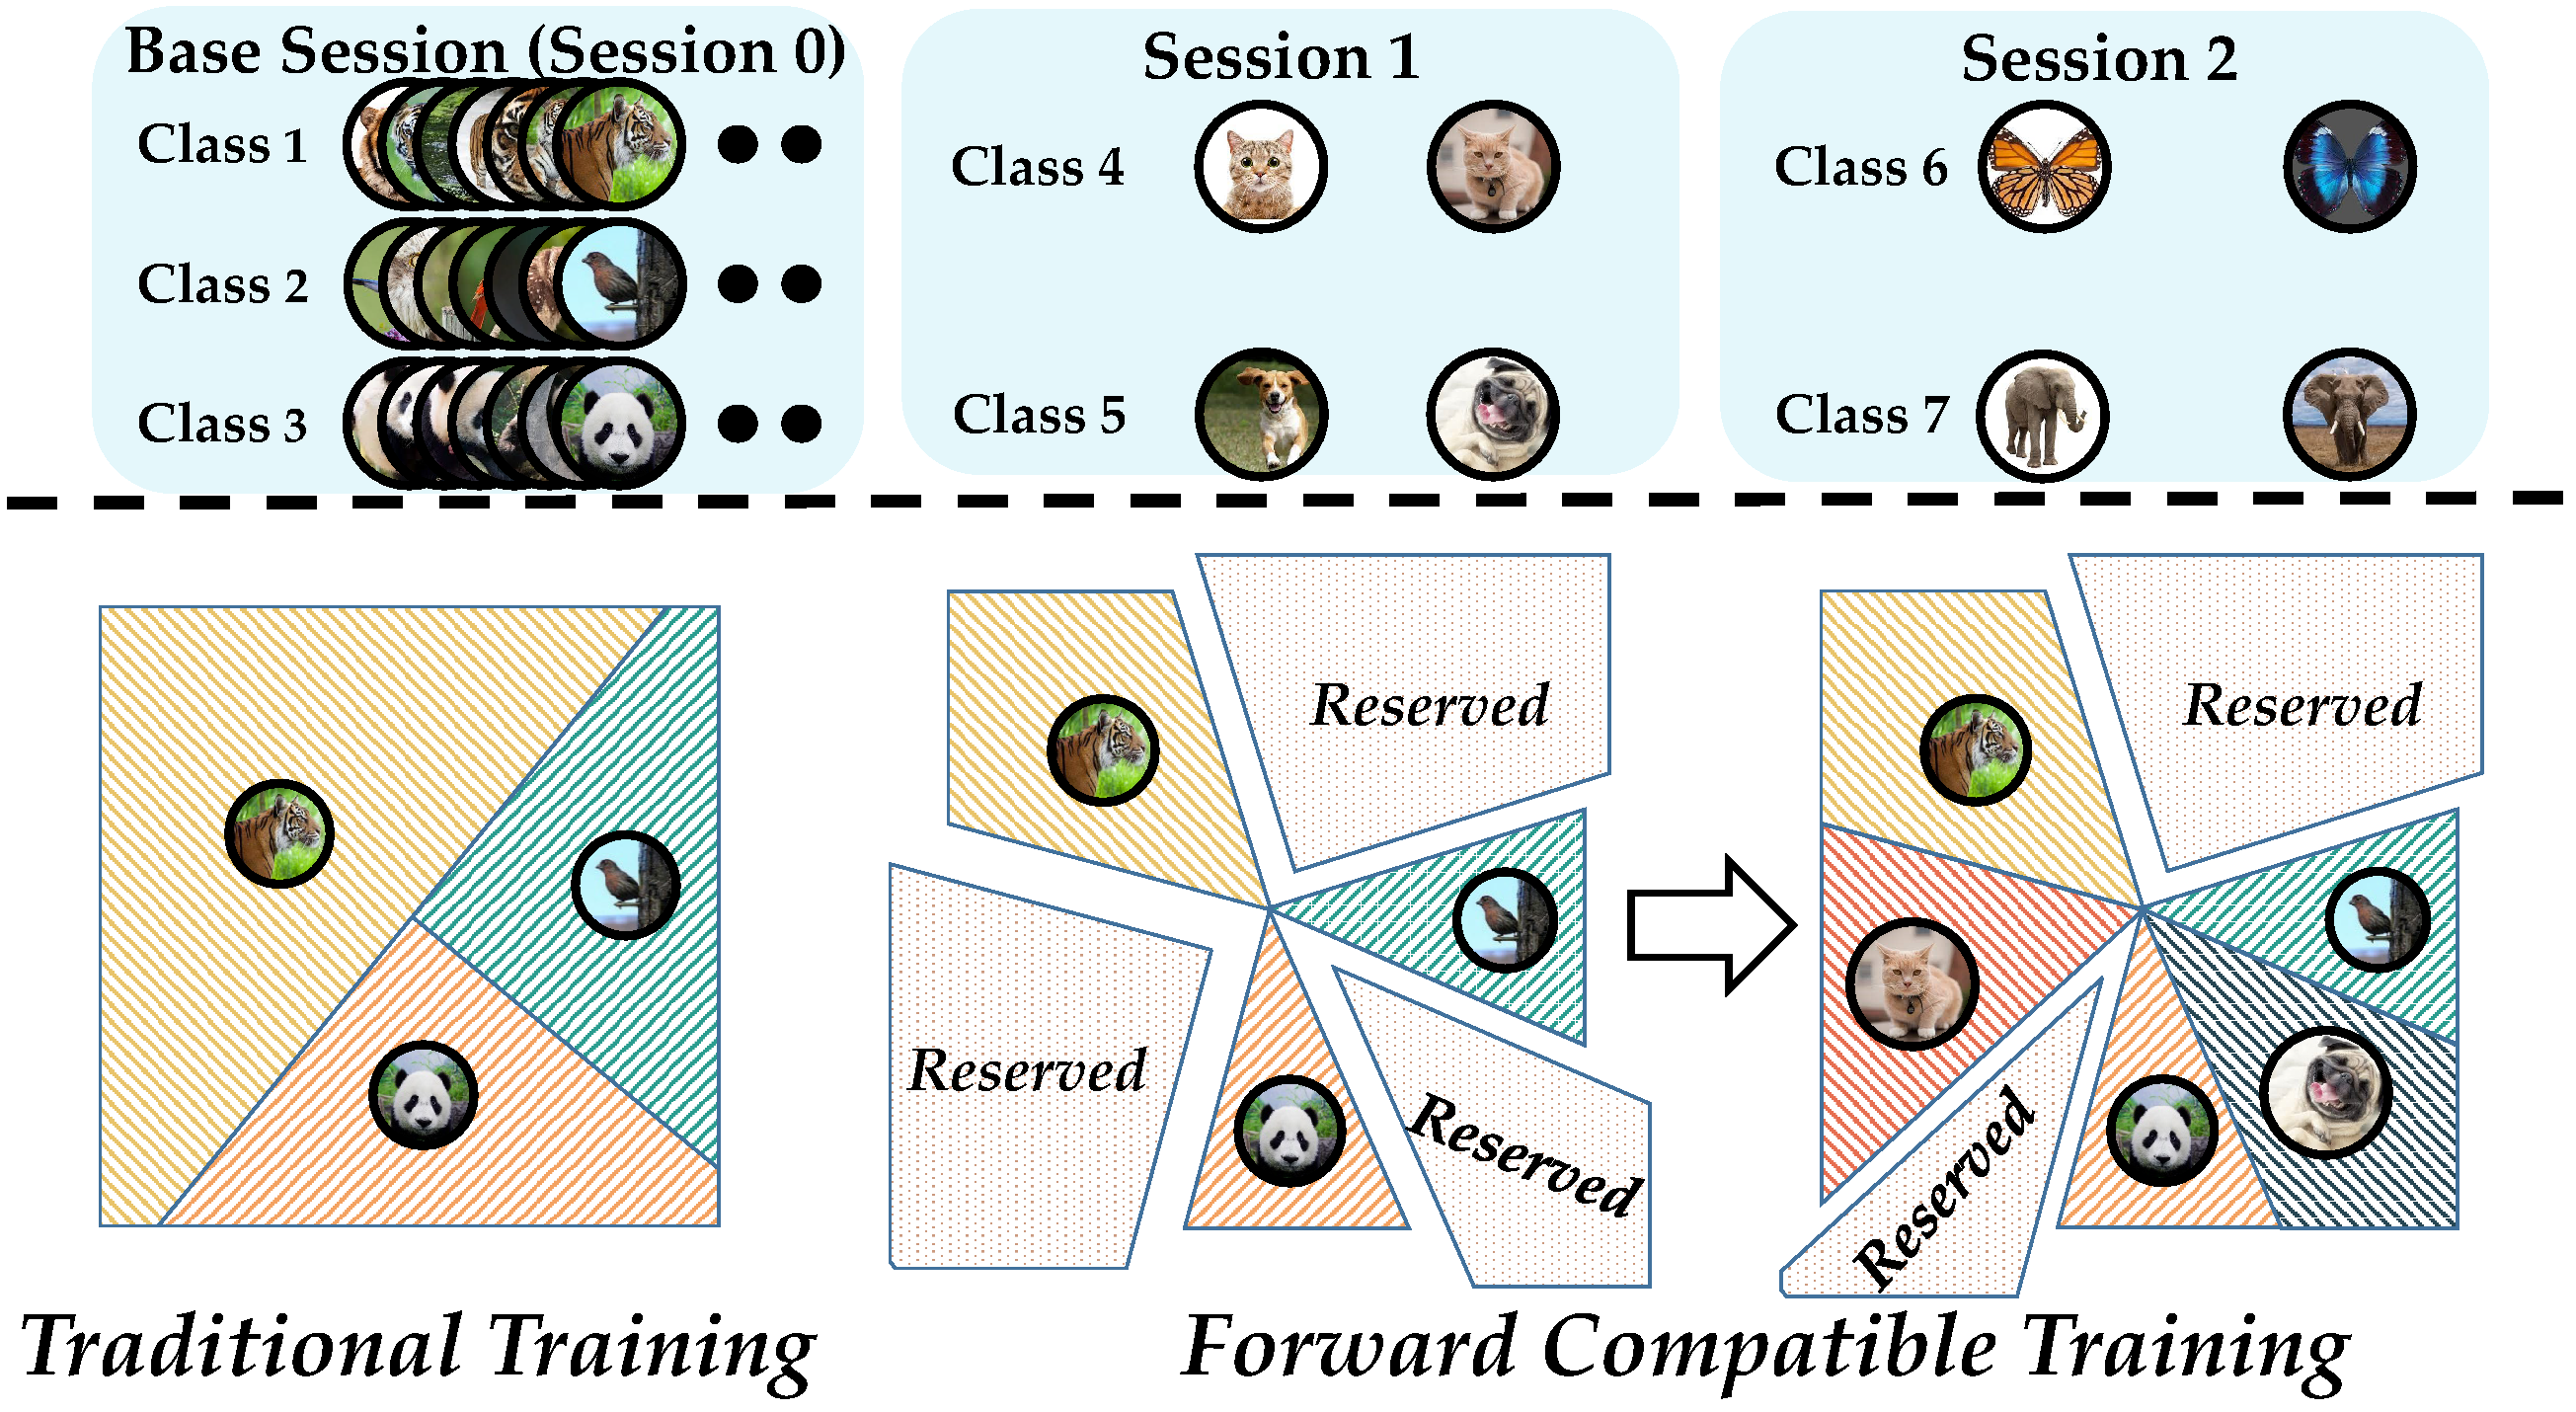 Base Session (Session 0)
Class 1
Class 2
Class 3
Session 1
Class 4
Class 5
Session 2
Class 6
Class 7
Reserved
Reserved
Reserved
Reserved
Reserved
Traditional Training
Forward Compatible Training